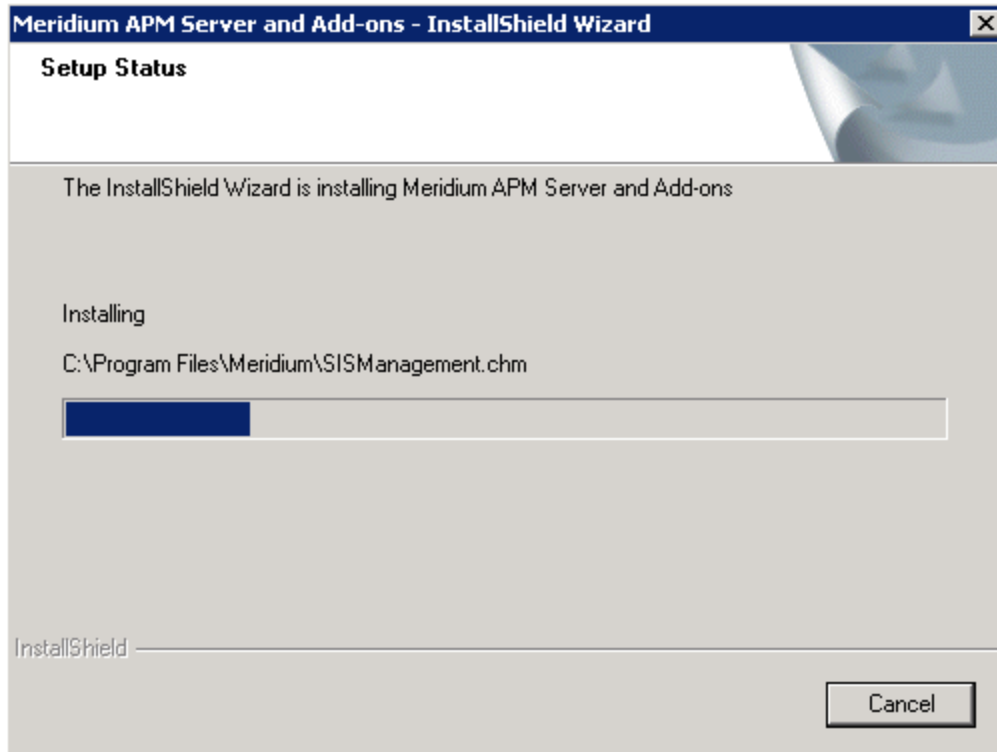 Meridium APM Server and Add-ons - InstallShield Wizard
Setup Status
The InstallShield Wizard is installing Meridium APM Server and Add-ons
Installing
C:\Program Files\Meridium\SISManagement.chm
InstallShield
Cancel